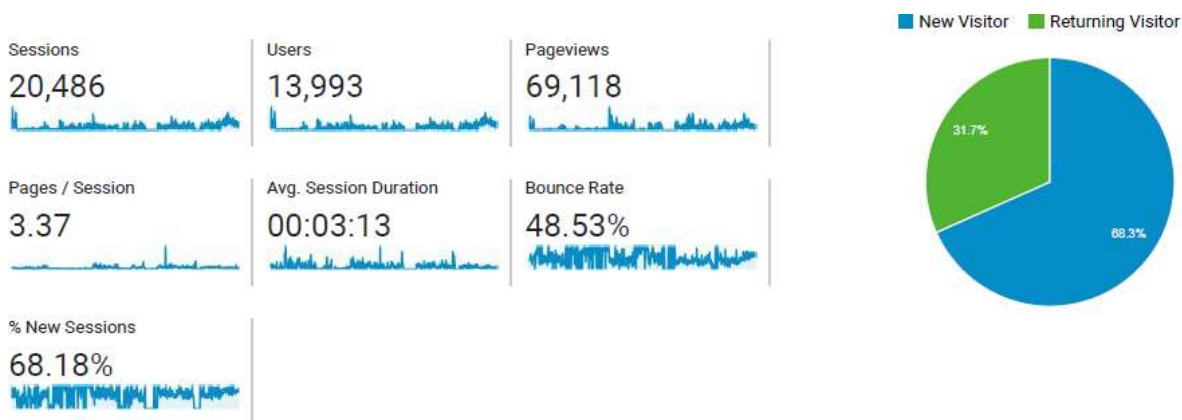 New Visitor Returning Visitor
Sessions
20,486
Users
13,993
Pageviews
69,118
Pages / Session
3.37
Avg. Session Duration
00:03:13
Bounce Rate
48.53%
% New Sessions
68.18%
31.7%
68.3%